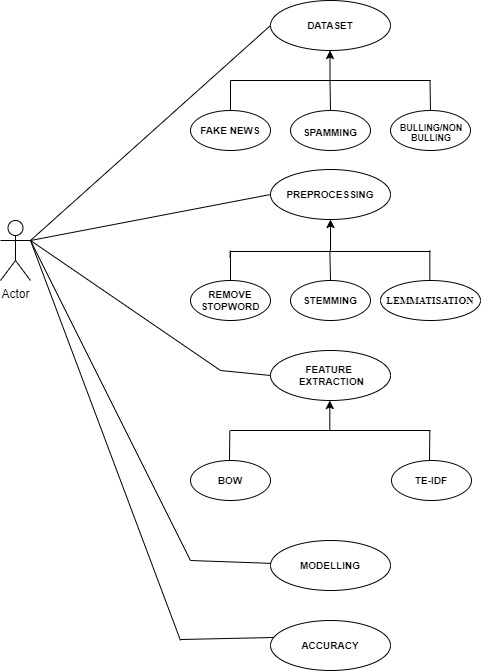 DATASET
FAKE NEWS
SPAMMING
BULLING/NON
BULLING
PREPROCESSING
Actor
REMOVE
STOPWORD
STEMMING
LEMMATISATION
FEATURE
EXTRACTION
BOW
TE-IDF
MODELLING
ACCURACY